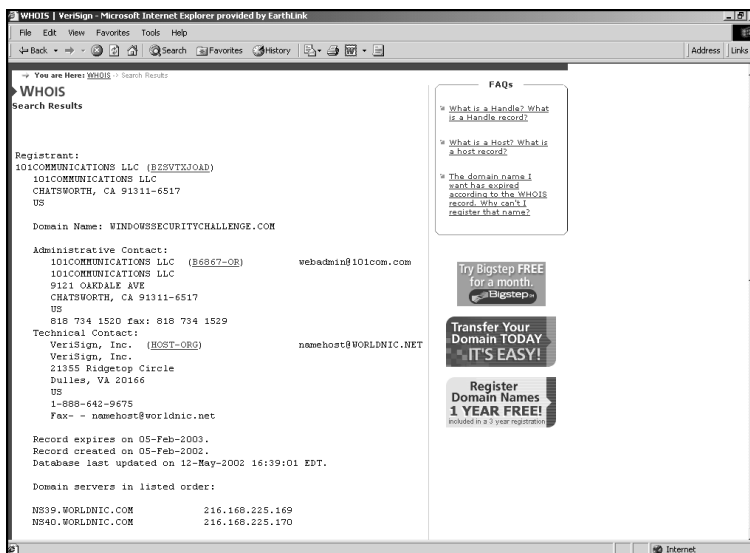 WHOIS | VeriSign - Microsoft Internet Explorer provided by EarthLink
File Edit View Favorites Tools Help
Back Search Favorites History Address Links
You are Here: WHOIS -> Search Results
WHOIS
Search Results
Registrant:
101COMMUNICATIONS LLC (BZSVTXJOAD)
101COMMUNICATIONS LLC
CHATSWORTH, CA 91311-6517
US
Domain Name: WINDOWSSECURITYCHALLENGE.COM
Administrative Contact:
101COMMUNICATIONS LLC (B6867-OR) webadmin@101com.com
101COMMUNICATIONS LLC
9121 OAKDALE AVE
CHATSWORTH, CA 91311-6517
US
818 734 1520 fax: 818 734 1529
Technical Contact:
VeriSign, Inc. (HOST-ORG) namehost@WORLDNIC.NET
VeriSign, Inc.
21355 Ridgetop Circle
Dulles, VA 20166
US
1-888-642-9675
Fax- - namehost@worldnic.net
Record expires on 05-Feb-2003.
Record created on 05-Feb-2002.
Database last updated on 12-May-2002 16:39:01 EDT.
Domain servers in listed order:
NS39.WORLDNIC.COM 216.168.225.169
NS40.WORLDNIC.COM 216.168.225.170
FAQs
What is a Handle? What
is a Handle record?
What is a Host? What is
a host record?
The domain name I
want has expired
according to the WHOIS
record. Why can't I
register that name?
Try Bigstep FREE
for a month.
Bigstep
Transfer Your
Domain TODAY
IT'S EASY!
Register
Domain Names
1 YEAR FREE!
included in a 3 year registration
Internet